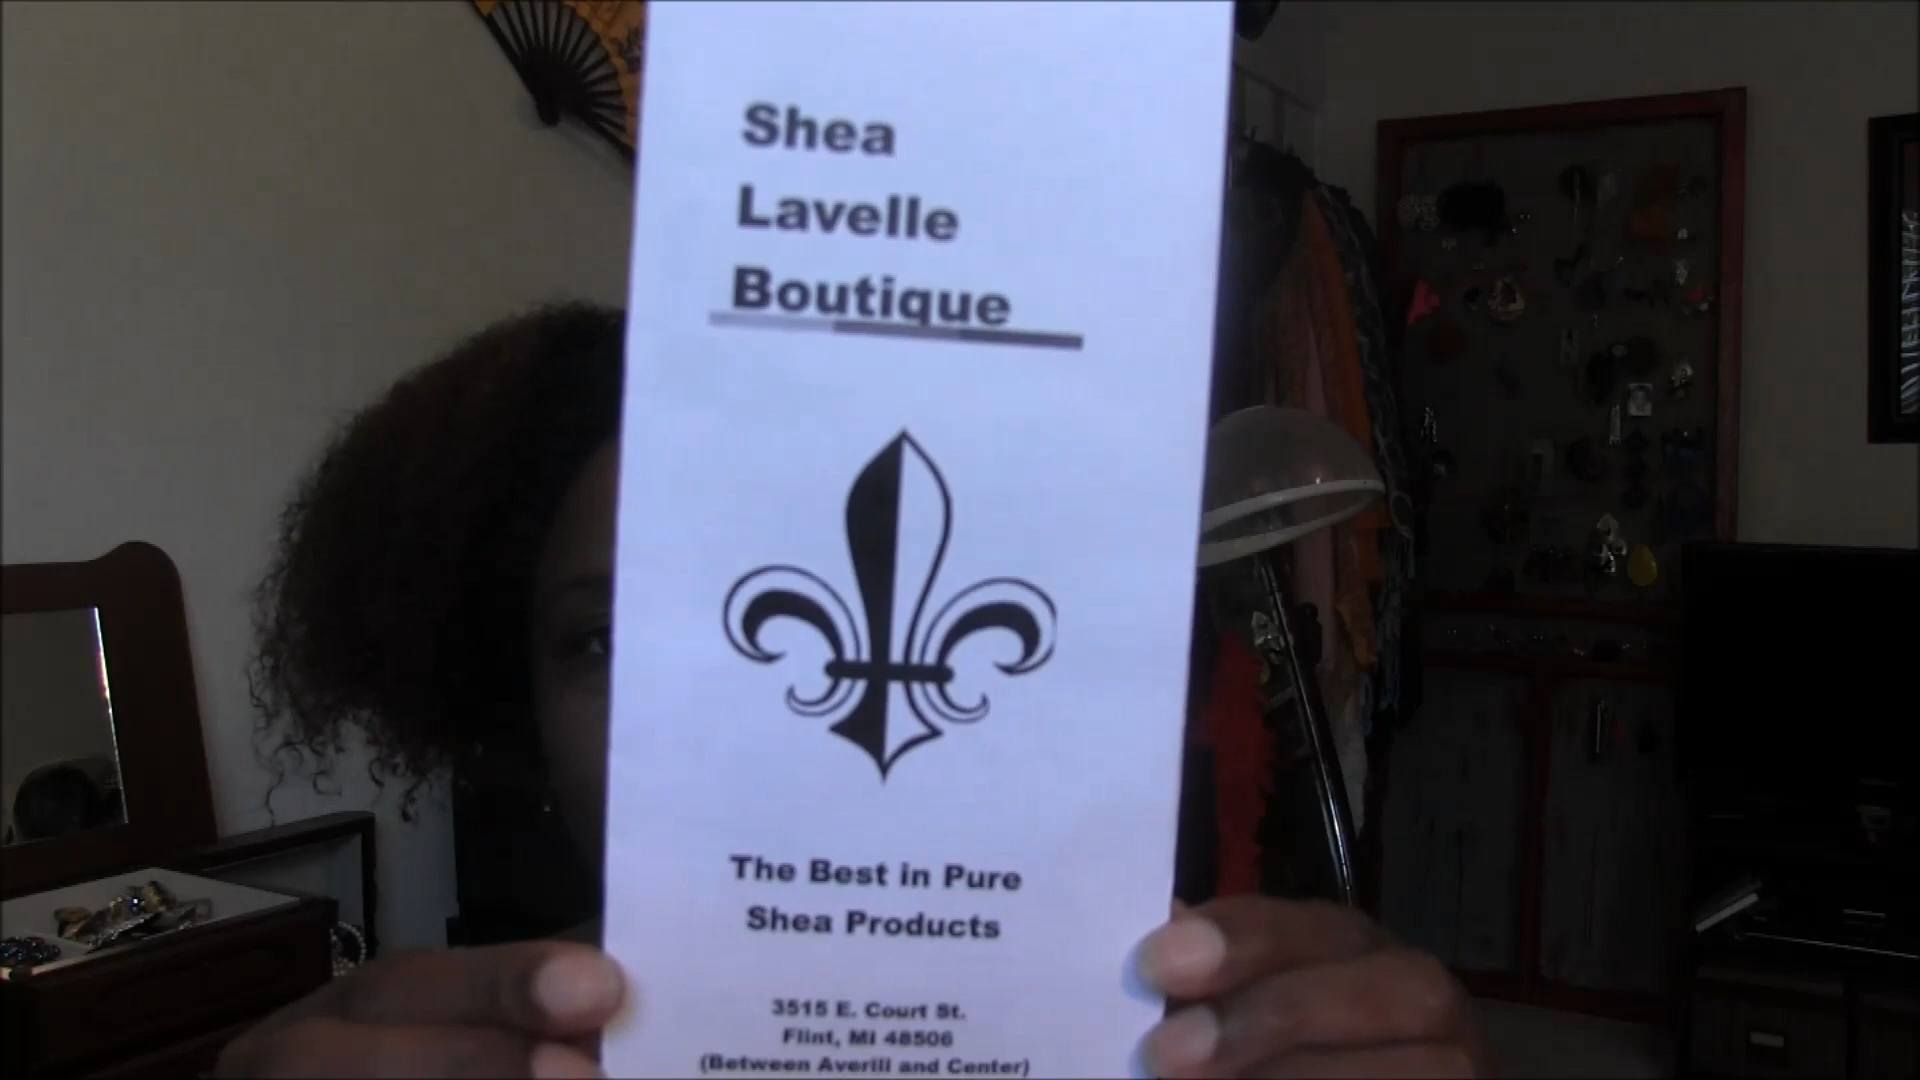 Shea
Lavelle
Boutique
The Best in Pure
Shea Products
3515 E. Court St.
Flint, MI 48506
(Between Averill and Center)